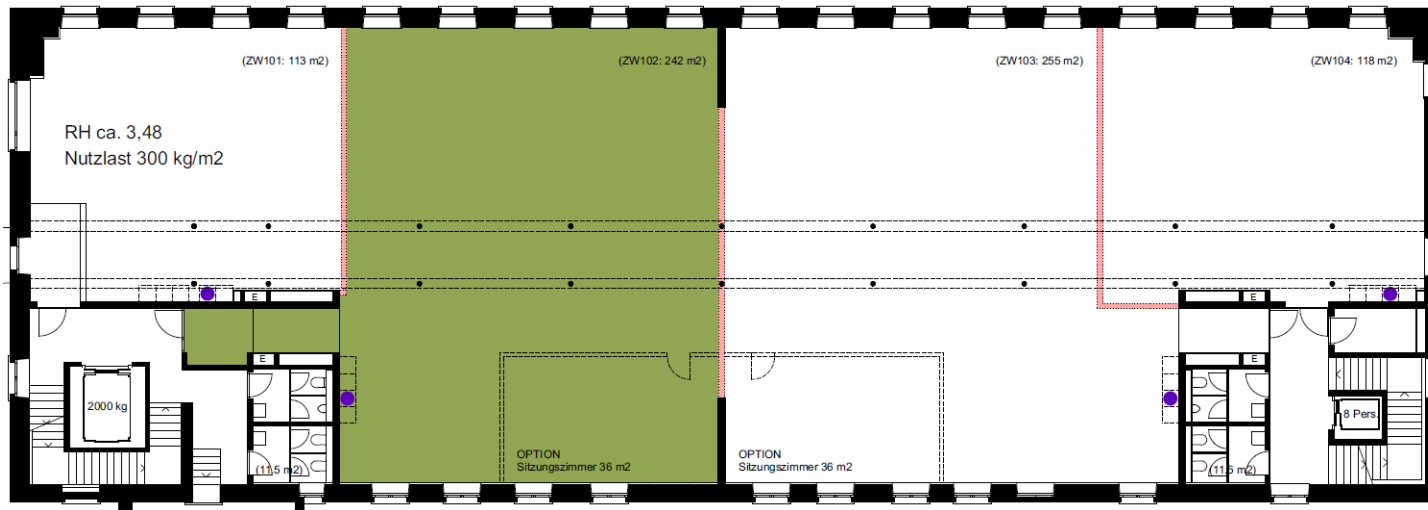 (ZW101: 113 m2)
(ZW102: 242 m2)
(ZW103: 255 m2)
(ZW104: 118 m2)
RH ca. 3,48
Nutzlast 300 kg/m2
E
E
E
E
2000 kg
8 Pers.
OPTION
Sitzungszimmer 36 m2
OPTION
Sitzungszimmer 36 m2
(11.5 m2)
(11.5 m2)